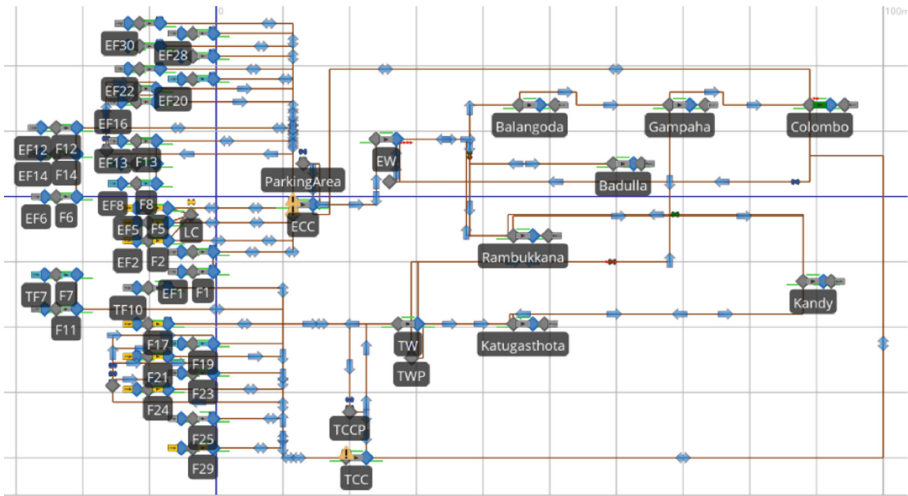 0
100m
EF30
EF28
EF22
EF20
EF16
EF12
F12
EF14
F14
EF13
F13
EF6
F6
EF8
F8
EF5
F5
LC
EF2
F2
EF1
F1
TF7
F7
F11
TF10
F17
F19
F21
F23
F24
F25
F29
ParkingArea
EW
ECC
Balangoda
Gampaha
Colombo
Badulla
Rambukkana
Kandy
TW
TWP
Katugasthota
TCCP
TCC